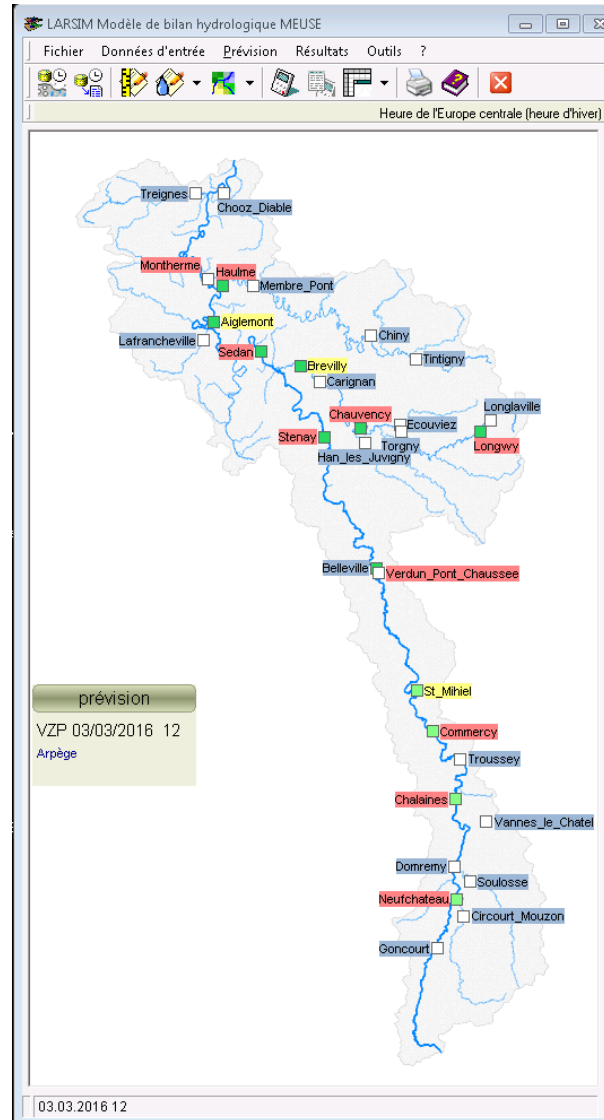 LARSIM Modèle de bilan hydrologique MEUSE
Fichier Données d'entrée Prévision Résultats Outils ?
Heure de l'Europe centrale (heure d'hiver)
Treignes
Chooz_Diable
Montherme
Haulme
Membre_Pont
Aiglemont
Lafrancheville
Chiny
Sedan
Tintigny
Brevilly
Carignan
Longlaville
Chauvency
Ecouviez
Stenay
Torgny
Longwy
Han_les_Juvigny
Belleville
Verdun_Pont_Chaussee
prévision
VZP 03/03/2016 12
Arpège
St_Mihiel
Commercy
Troussey
Chalaines
Vannes_le_Chatel
Domremy
Soulosse
Neufchateau
Circourt_Mouzon
Goncourt
03.03.2016 12